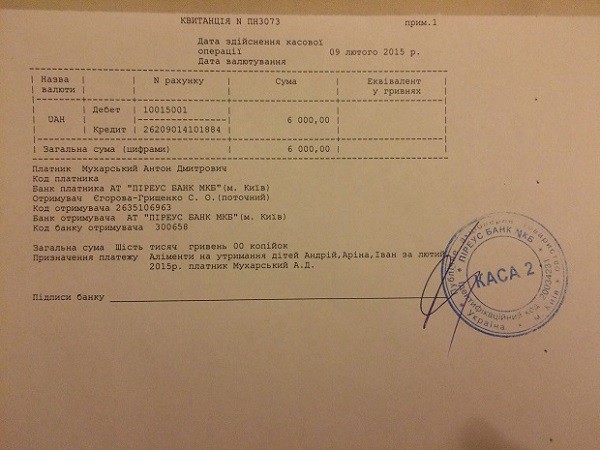 КВИТАНЦІЯ N ПН3073 прим.1
Дата здійснення касової
операції 09 лютого 2015 р.
Дата валютування
Назва валюти N рахунку Сума Еквівалент у гривнях
UAH Дебет 10015001 6 000,00
Кредит 26209014101884
Загальна сума (цифрами) 6 000,00
Платник Мухарський Антон Дмитрович
Код платника
Банк платника АТ "ПІРЕУС БАНК МКБ"(м. Київ)
Отримувач Єгорова-Гришенко С. О.(поточний)
Код отримувача 2635106963
Банк отримувача АТ "ПІРЕУС БАНК МКБ"(м. Київ)
Код банку отримувача 300658
Загальна сума Шість тисяч гривень 00 копійок
Призначення платежу Аліменти на утримання дітей Андрій,Аріна,Іван за лютий
2015р. платник Мухарський А.Д.
Підписи банку
ПІРЕУС БАНК МКБ
КАСА 2
ідентифікаційний код
м. Київ
Україна